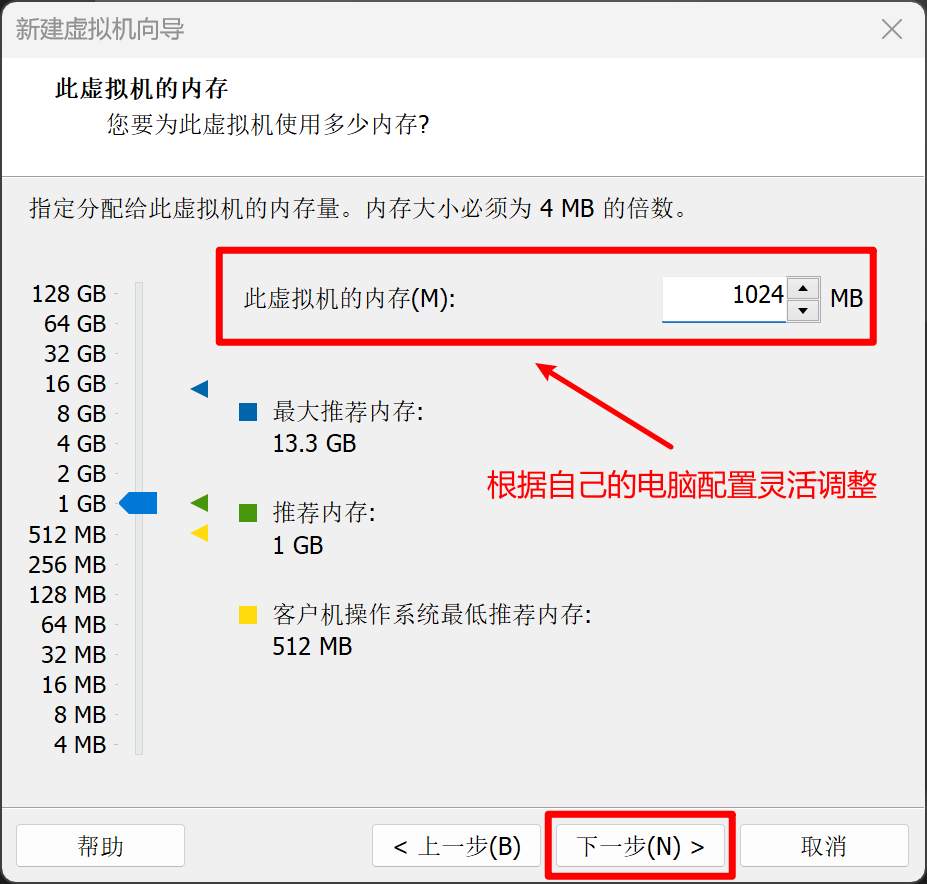 新建虚拟机向导
此虚拟机的内存
您要为此虚拟机使用多少内存?
指定分配给此虚拟机的内存量。内存大小必须为 4 MB 的倍数。
此虚拟机的内存(M):
1024 MB
128 GB
64 GB
32 GB
16 GB
8 GB
4 GB
2 GB
1 GB
512 MB
256 MB
128 MB
64 MB
32 MB
16 MB
8 MB
4 MB
最大推荐内存:
13.3 GB
根据自己的电脑配置灵活调整
推荐内存:
1 GB
客户机操作系统最低推荐内存:
512 MB
帮助
< 上一步(B)
下一步(N) >
取消